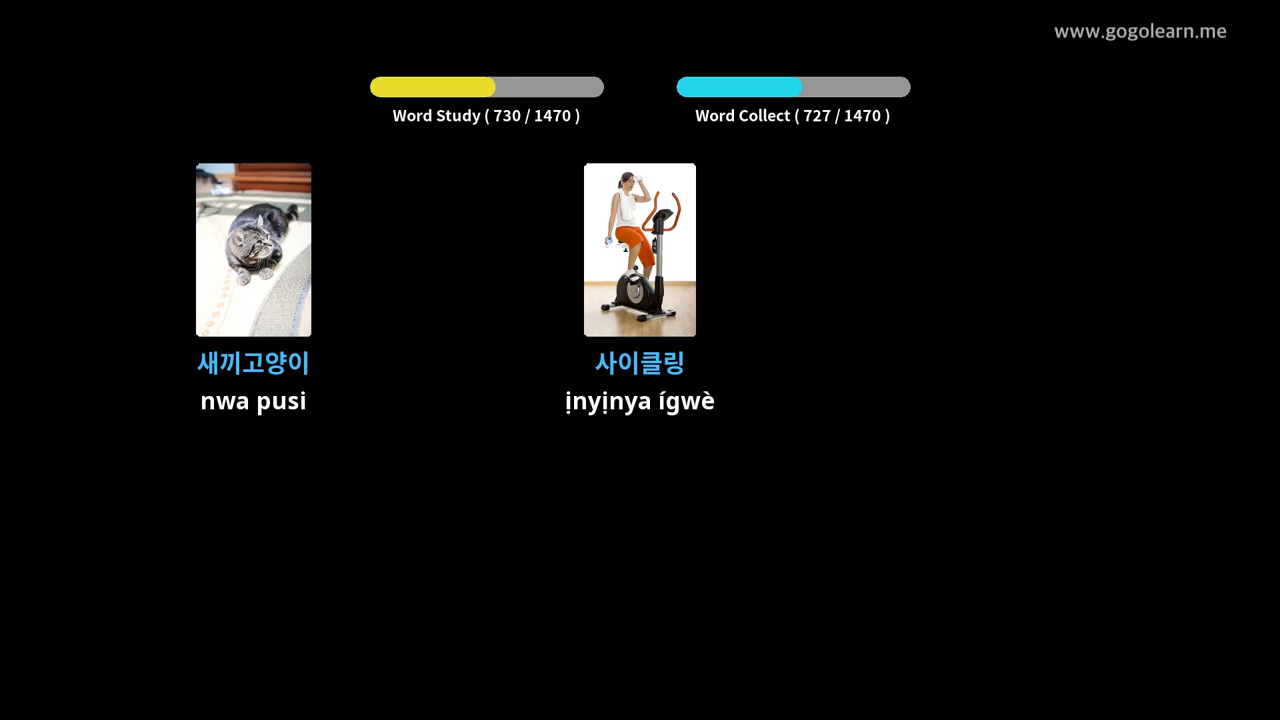 www.gogolearn.me
Word Study ( 730 / 1470 )
Word Collect ( 727 / 1470 )
새끼고양이
nwa pusi
사이클링
ịnyịnya ígwè